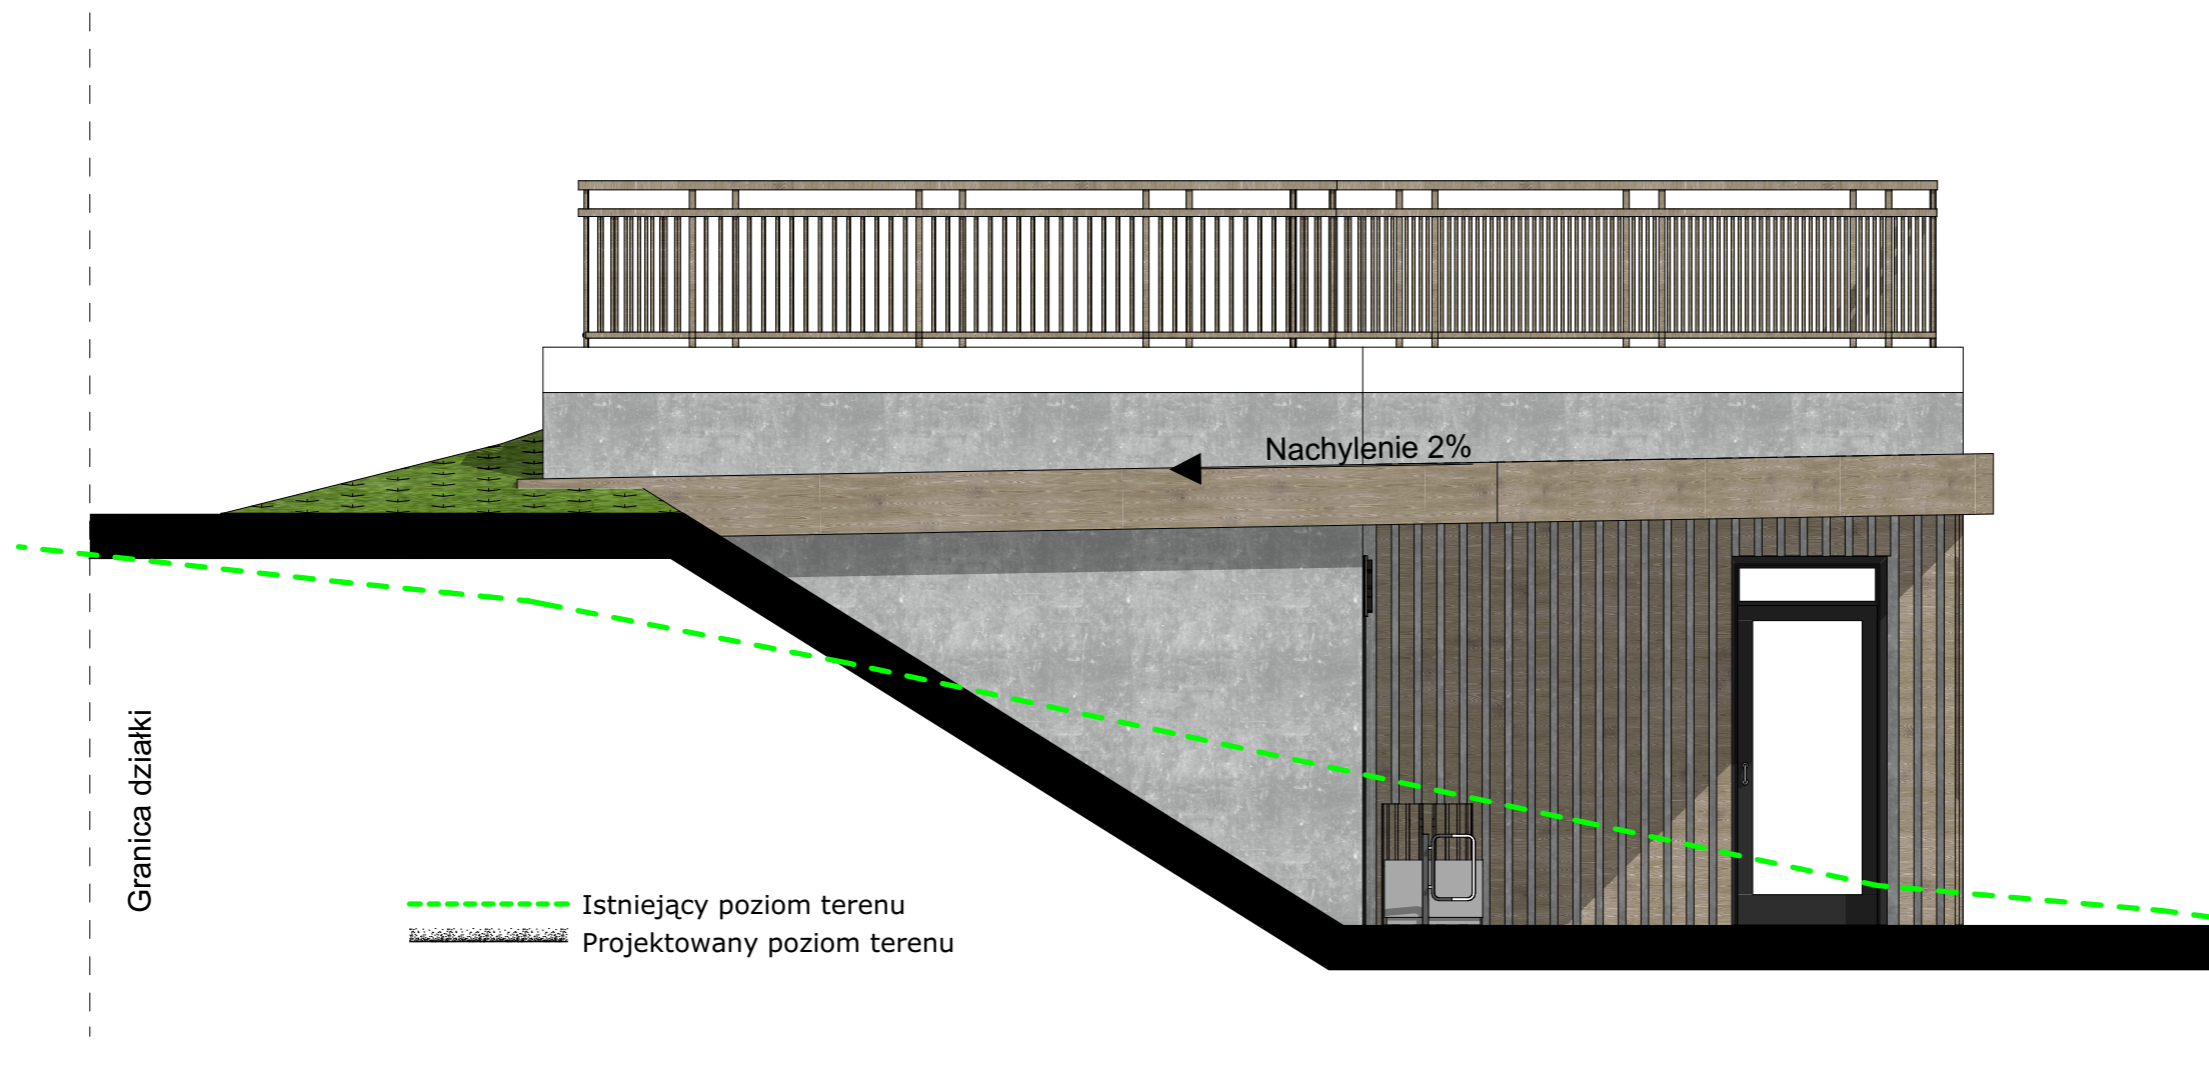 Nachylenie 2%
Granica działki
Istniejący poziom terenu
Projektowany poziom terenu